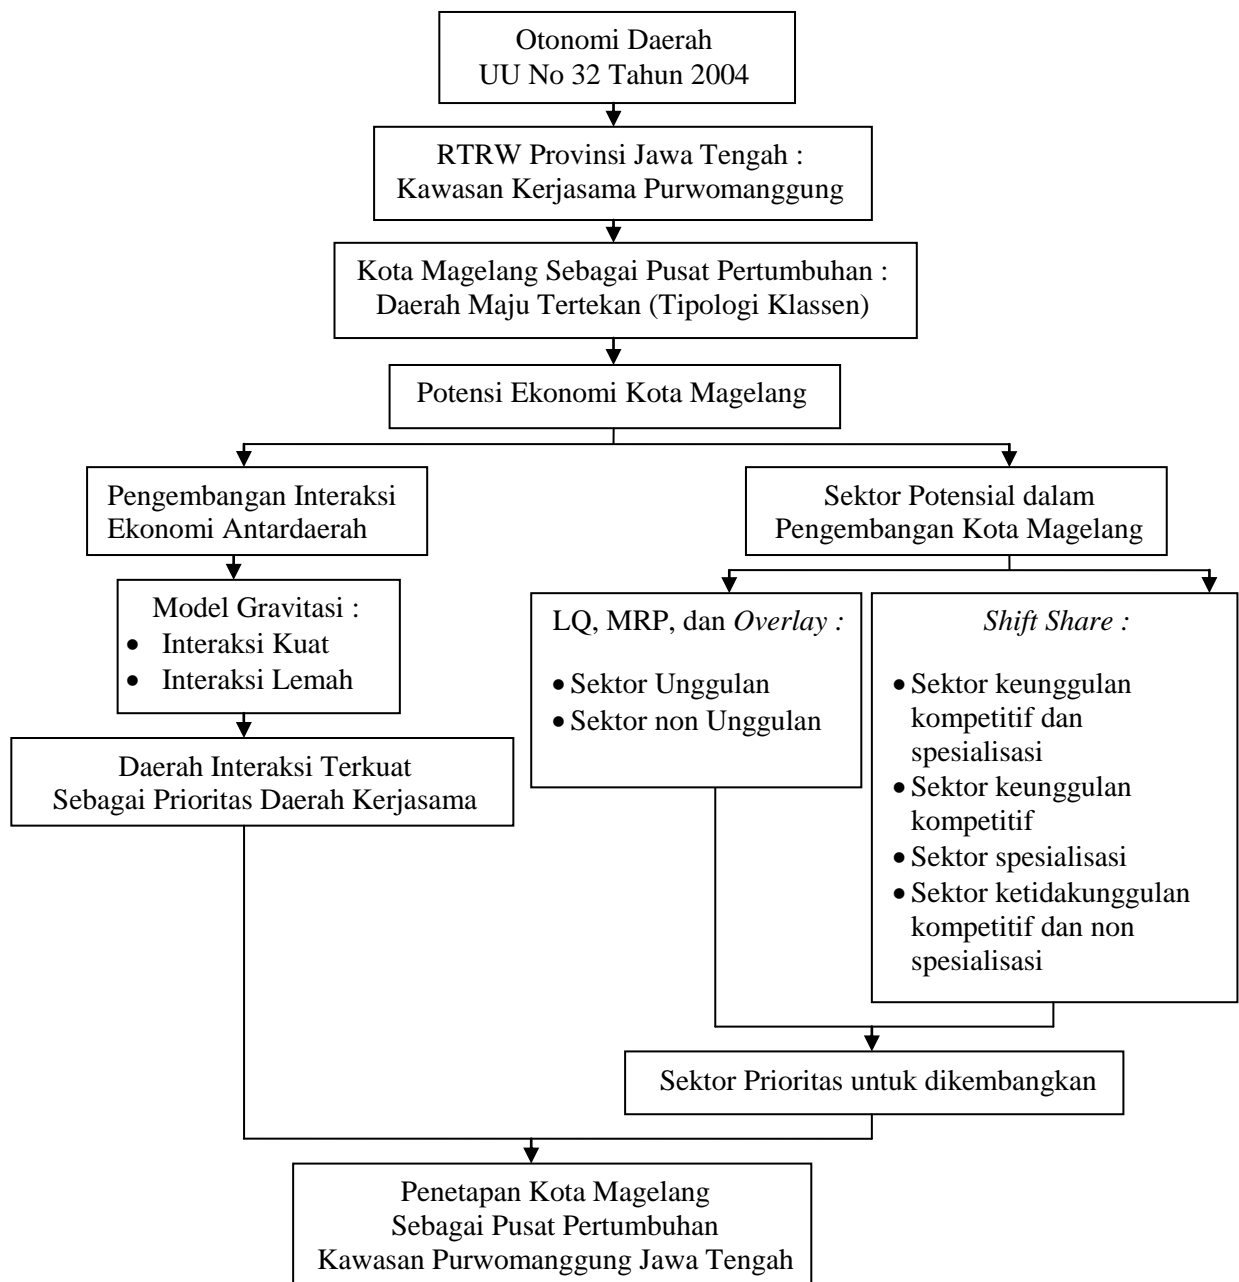 Otonomi Daerah
UU No 32 Tahun 2004
RTRW Provinsi Jawa Tengah :
Kawasan Kerjasama Purwomanggung
Kota Magelang Sebagai Pusat Pertumbuhan :
Daerah Maju Tertekan (Tipologi Klassen)
Potensi Ekonomi Kota Magelang
Pengembangan Interaksi
Ekonomi Antardaerah
Sektor Potensial dalam
Pengembangan Kota Magelang
Model Gravitasi :
• Interaksi Kuat
• Interaksi Lemah
LQ, MRP, dan Overlay :
• Sektor Unggulan
• Sektor non Unggulan
Shift Share :
• Sektor keunggulan
kompetitif dan
spesialisasi
• Sektor keunggulan
kompetitif
• Sektor spesialisasi
• Sektor ketidakunggulan
kompetitif dan non
spesialisasi
Daerah Interaksi Terkuat
Sebagai Prioritas Daerah Kerjasama
Sektor Prioritas untuk dikembangkan
Penetapan Kota Magelang
Sebagai Pusat Pertumbuhan
Kawasan Purwomanggung Jawa Tengah